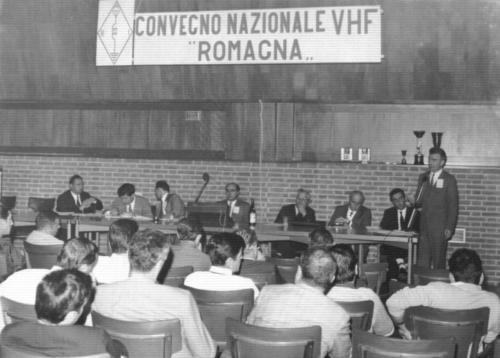 CONVEGNO NAZIONALE VHF
"ROMAGNA„